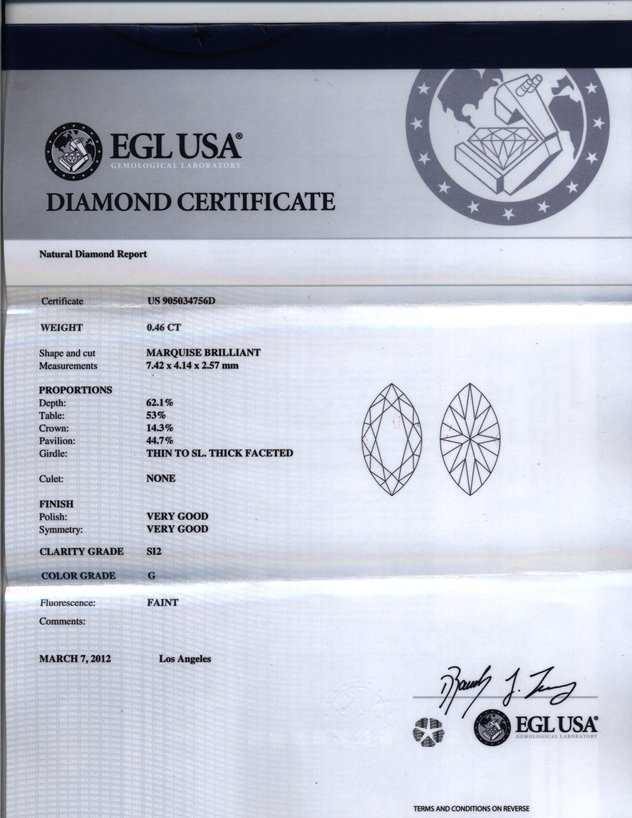 EGL USA®
GEMOLOGICAL LABORATORY
DIAMOND CERTIFICATE
Natural Diamond Report
Certificate US 905034756D
WEIGHT 0.46 CT
Shape and cut MARQUISE BRILLIANT
Measurements 7.42 x 4.14 x 2.57 mm
PROPORTIONS
Depth: 62.1%
Table: 53%
Crown: 14.3%
Pavilion: 44.7%
Girdle: THIN TO SL. THICK FACETED
Culet: NONE
FINISH
Polish: VERY GOOD
Symmetry: VERY GOOD
CLARITY GRADE SI2
COLOR GRADE G
Fluorescence: FAINT
Comments:
MARCH 7, 2012 Los Angeles
EGL USA®
GEMOLOGICAL LABORATORY
TERMS AND CONDITIONS ON REVERSE